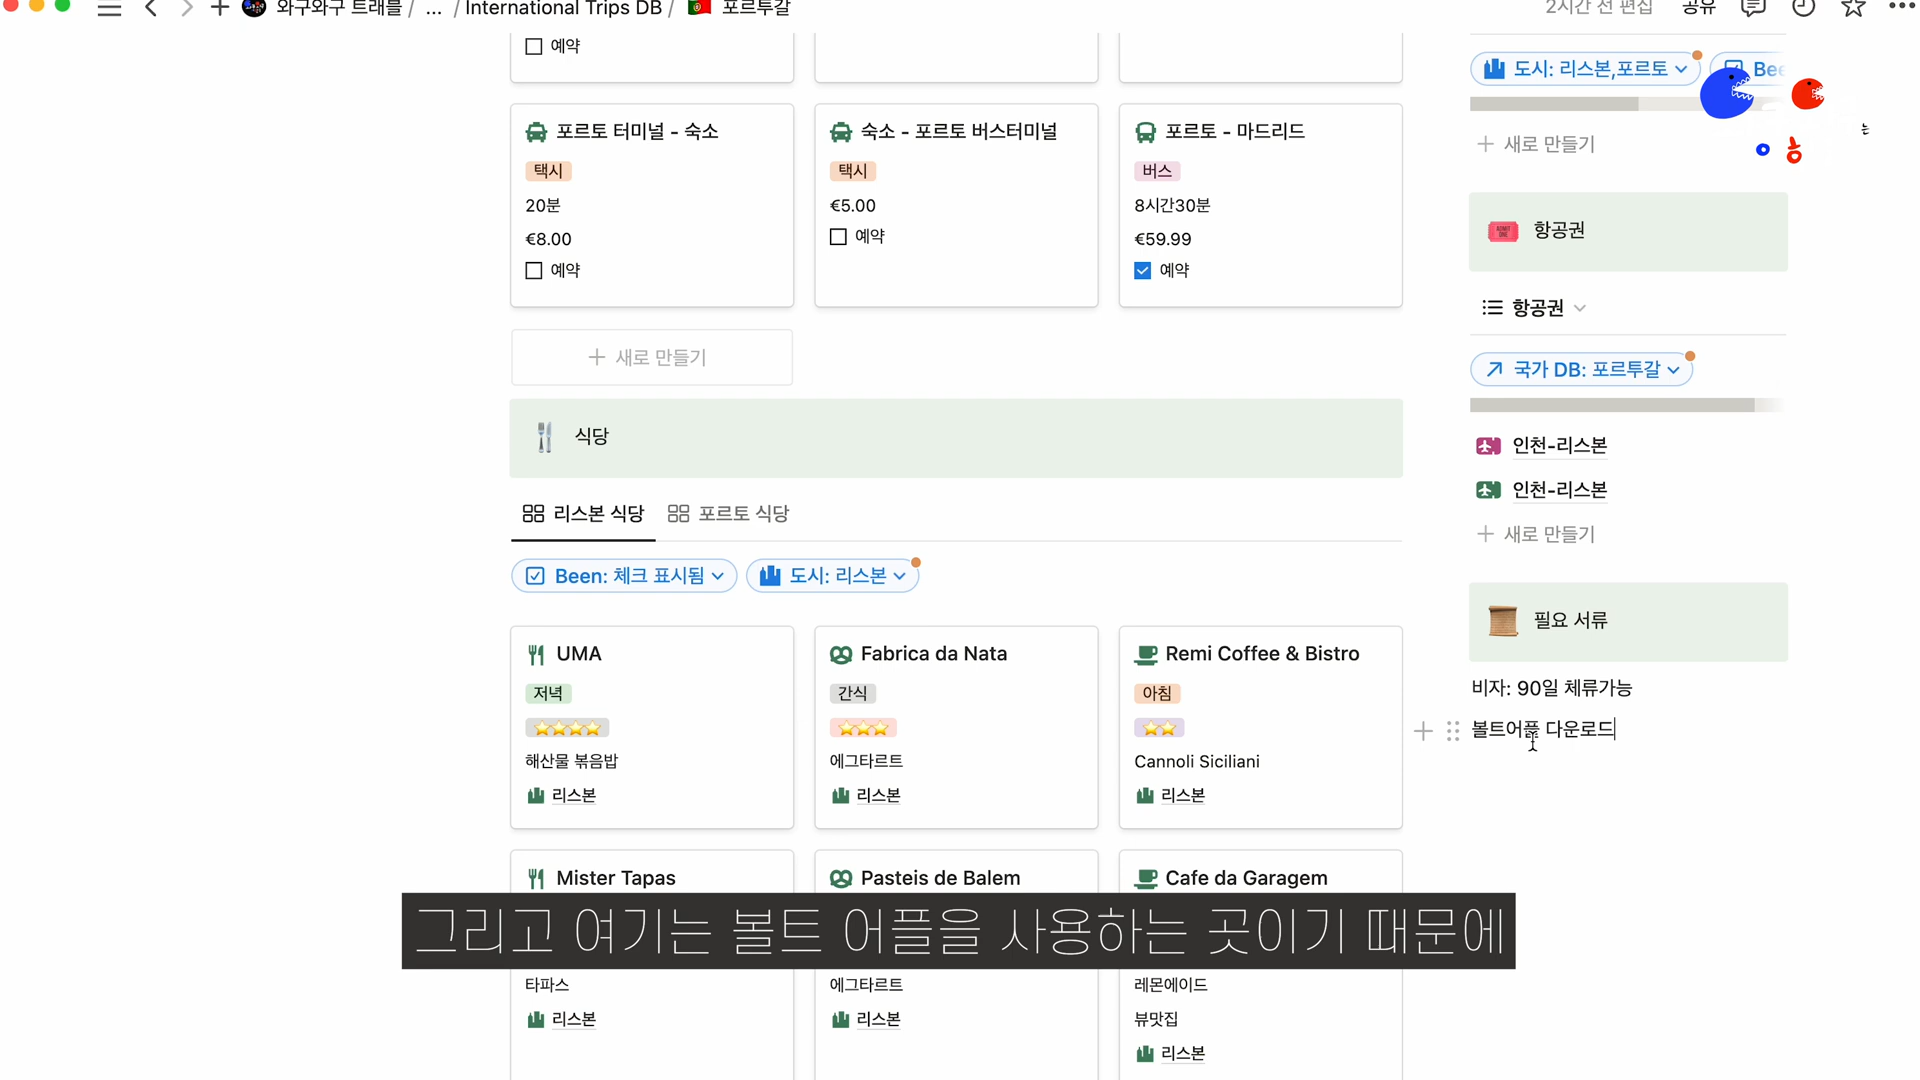 와구와구 트래블 / ... / International Trips DB / 포르투갈
2시간 전 편집 공유
예약
포르토 터미널 - 숙소
택시
20분
€8.00
예약
숙소 - 포르토 버스터미널
택시
€5.00
예약
포르토 - 마드리드
버스
8시간30분
€59.99
예약
새로 만들기
식당
리스본 식당 포르토 식당
Been: 체크 표시됨 도시: 리스본
UMA
저녁
해산물 볶음밥
리스본
Fabrica da Nata
간식
에그타르트
리스본
Remi Coffee & Bistro
아침
Cannoli Siciliani
리스본
Mister Tapas
타파스
리스본
Pasteis de Balem
에그타르트
리스본
Cafe da Garagem
레몬에이드
뷰맛집
리스본
도시: 리스본,포르토 Bee
새로 만들기
ADMIT ONE
항공권
항공권
국가 DB: 포르투갈
인천-리스본
인천-리스본
새로 만들기
필요 서류
비자: 90일 체류가능
볼트어플 다운로드
그리고 여기는 볼트 어플을 사용하는 곳이기 때문에